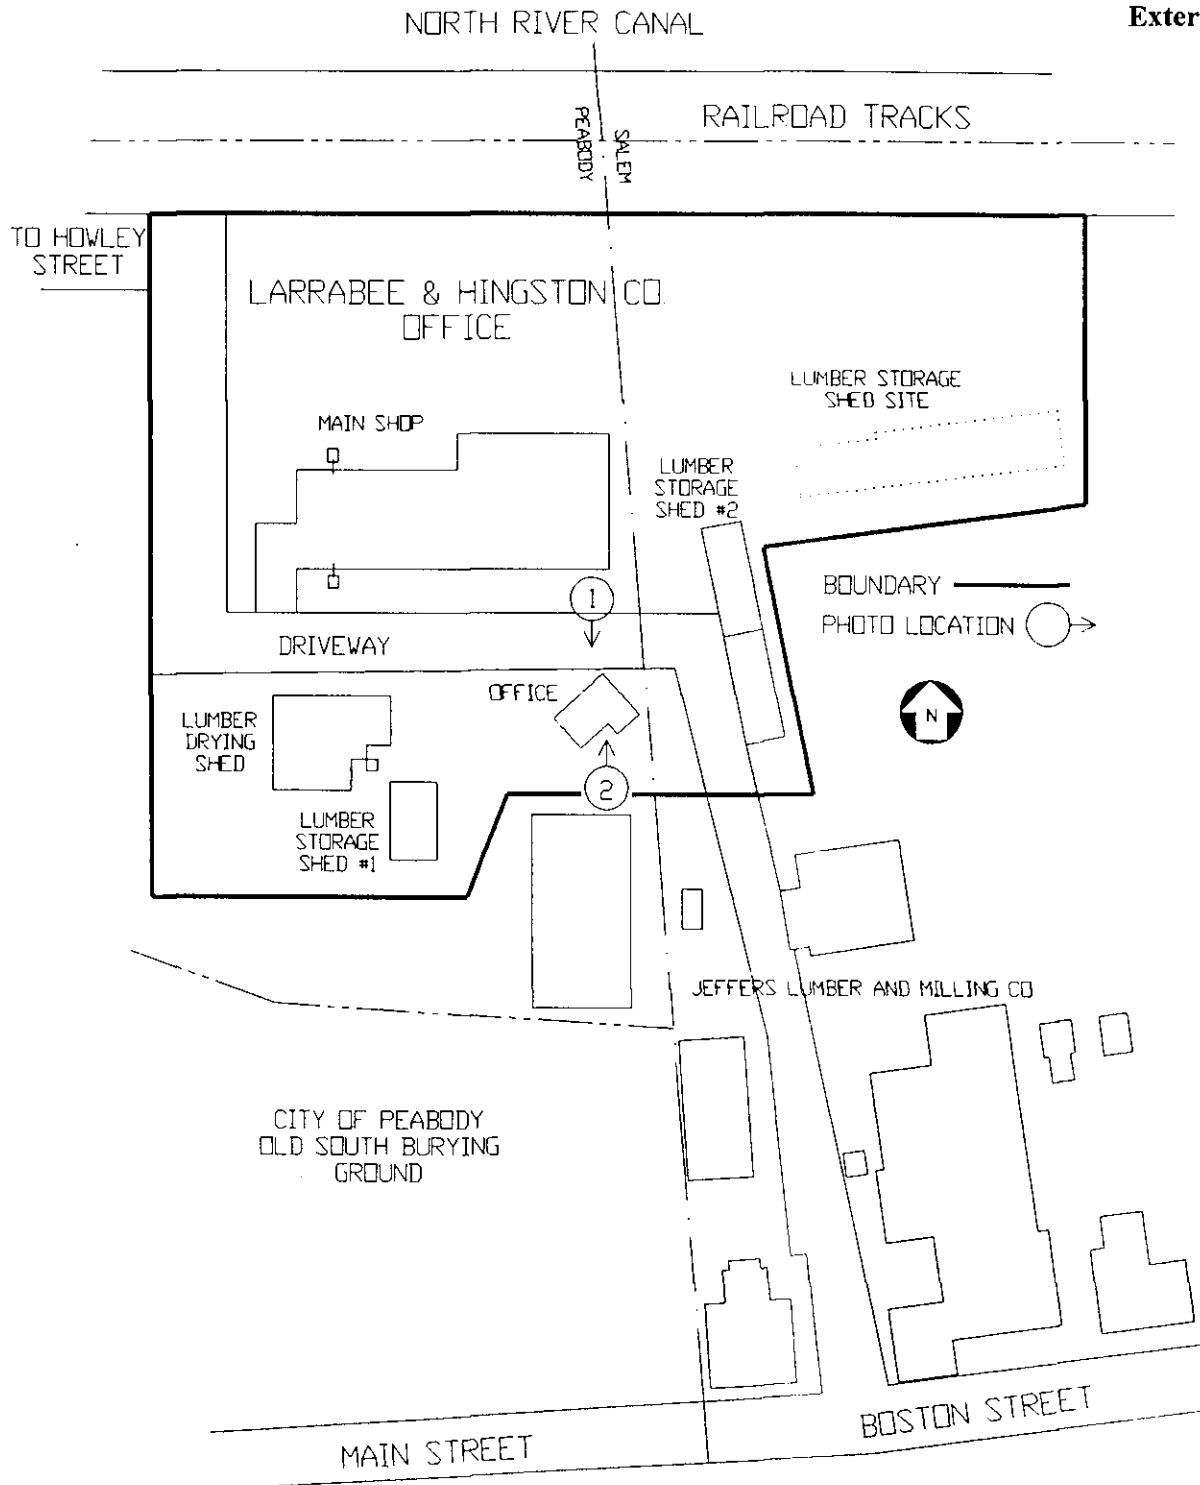 Exter
NORTH RIVER CANAL
RAILROAD TRACKS
PEABODY
SALEM
TO HOWLEY
STREET
LARRABEE & HINGSTON CO.
OFFICE
LUMBER STORAGE
SHED SITE
MAIN SHOP
LUMBER
STORAGE
SHED #2
BOUNDARY
PHOTO LOCATION
1
DRIVEWAY
OFFICE
N
LUMBER
DRYING
SHED
2
LUMBER
STORAGE
SHED #1
JEFFERS LUMBER AND MILLING CO
CITY OF PEABODY
OLD SOUTH BURYING
GROUND
MAIN STREET
BOSTON STREET